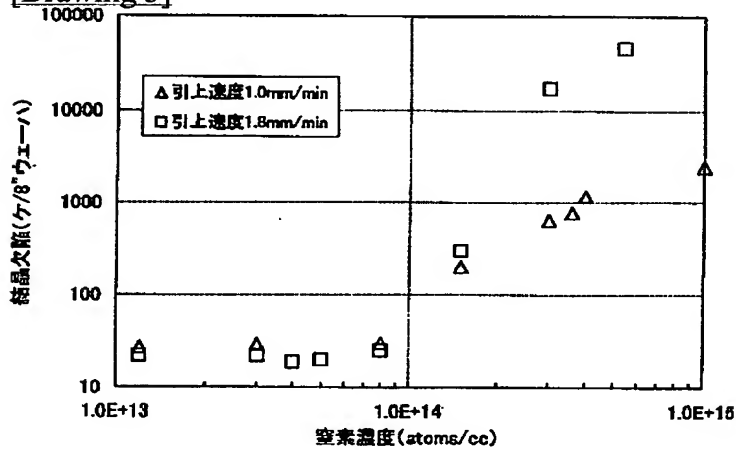 [Drawing 3]
100000
△引上速度1.0mm/min
□引上速度1.8mm/min
10000
1000
100
10
結晶欠陥(ケ/8"ウェーハ)
1.0E+13
1.0E+14
1.0E+15
窒素濃度(atoms/cc)